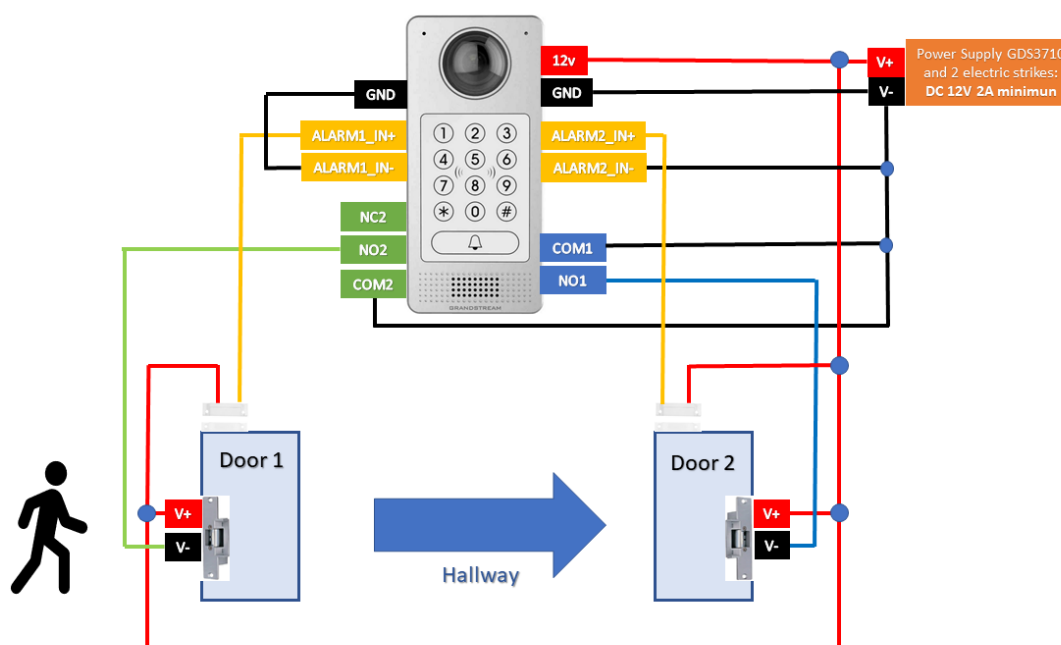 12v
V+
Power Supply GDS3710
and 2 electric strikes:
DC 12V 2A minimun
GND
GND
V-
ALARM1_IN+
1 2 3
ALARM2_IN+
ALARM1_IN-
4 5 6
ALARM2_IN-
7 8 9
* 0 #
NC2
NO2
COM1
COM2
NO1
GRANDSTREAM
Door 1
Door 2
V+
V+
V-
V-
Hallway